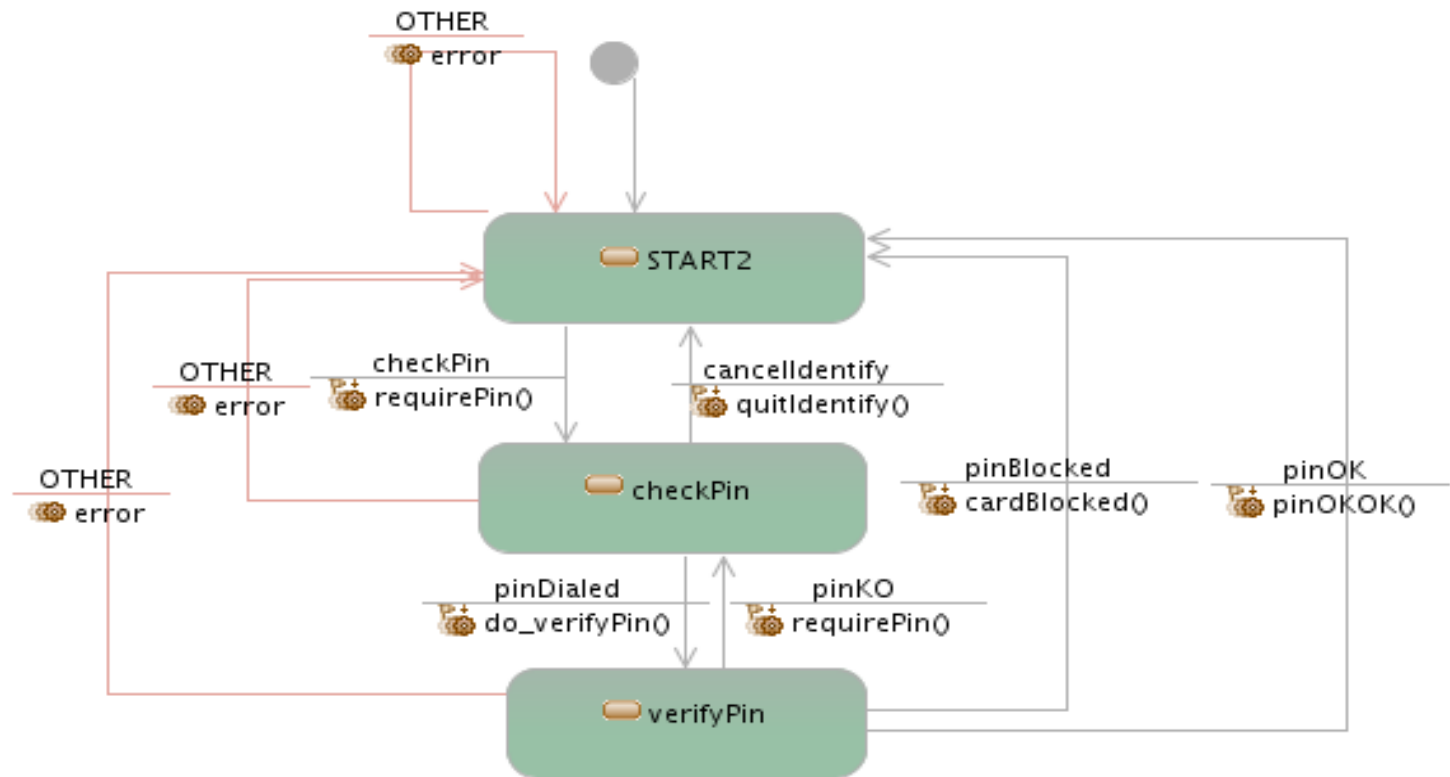 OTHER
error
START2
checkPin
requirePin()
cancelIdentify
quitIdentify()
OTHER
error
OTHER
error
checkPin
pinBlocked
cardBlocked()
pinOK
pinOKOK()
pinDialed
do_verifyPin()
pinKO
requirePin()
verifyPin